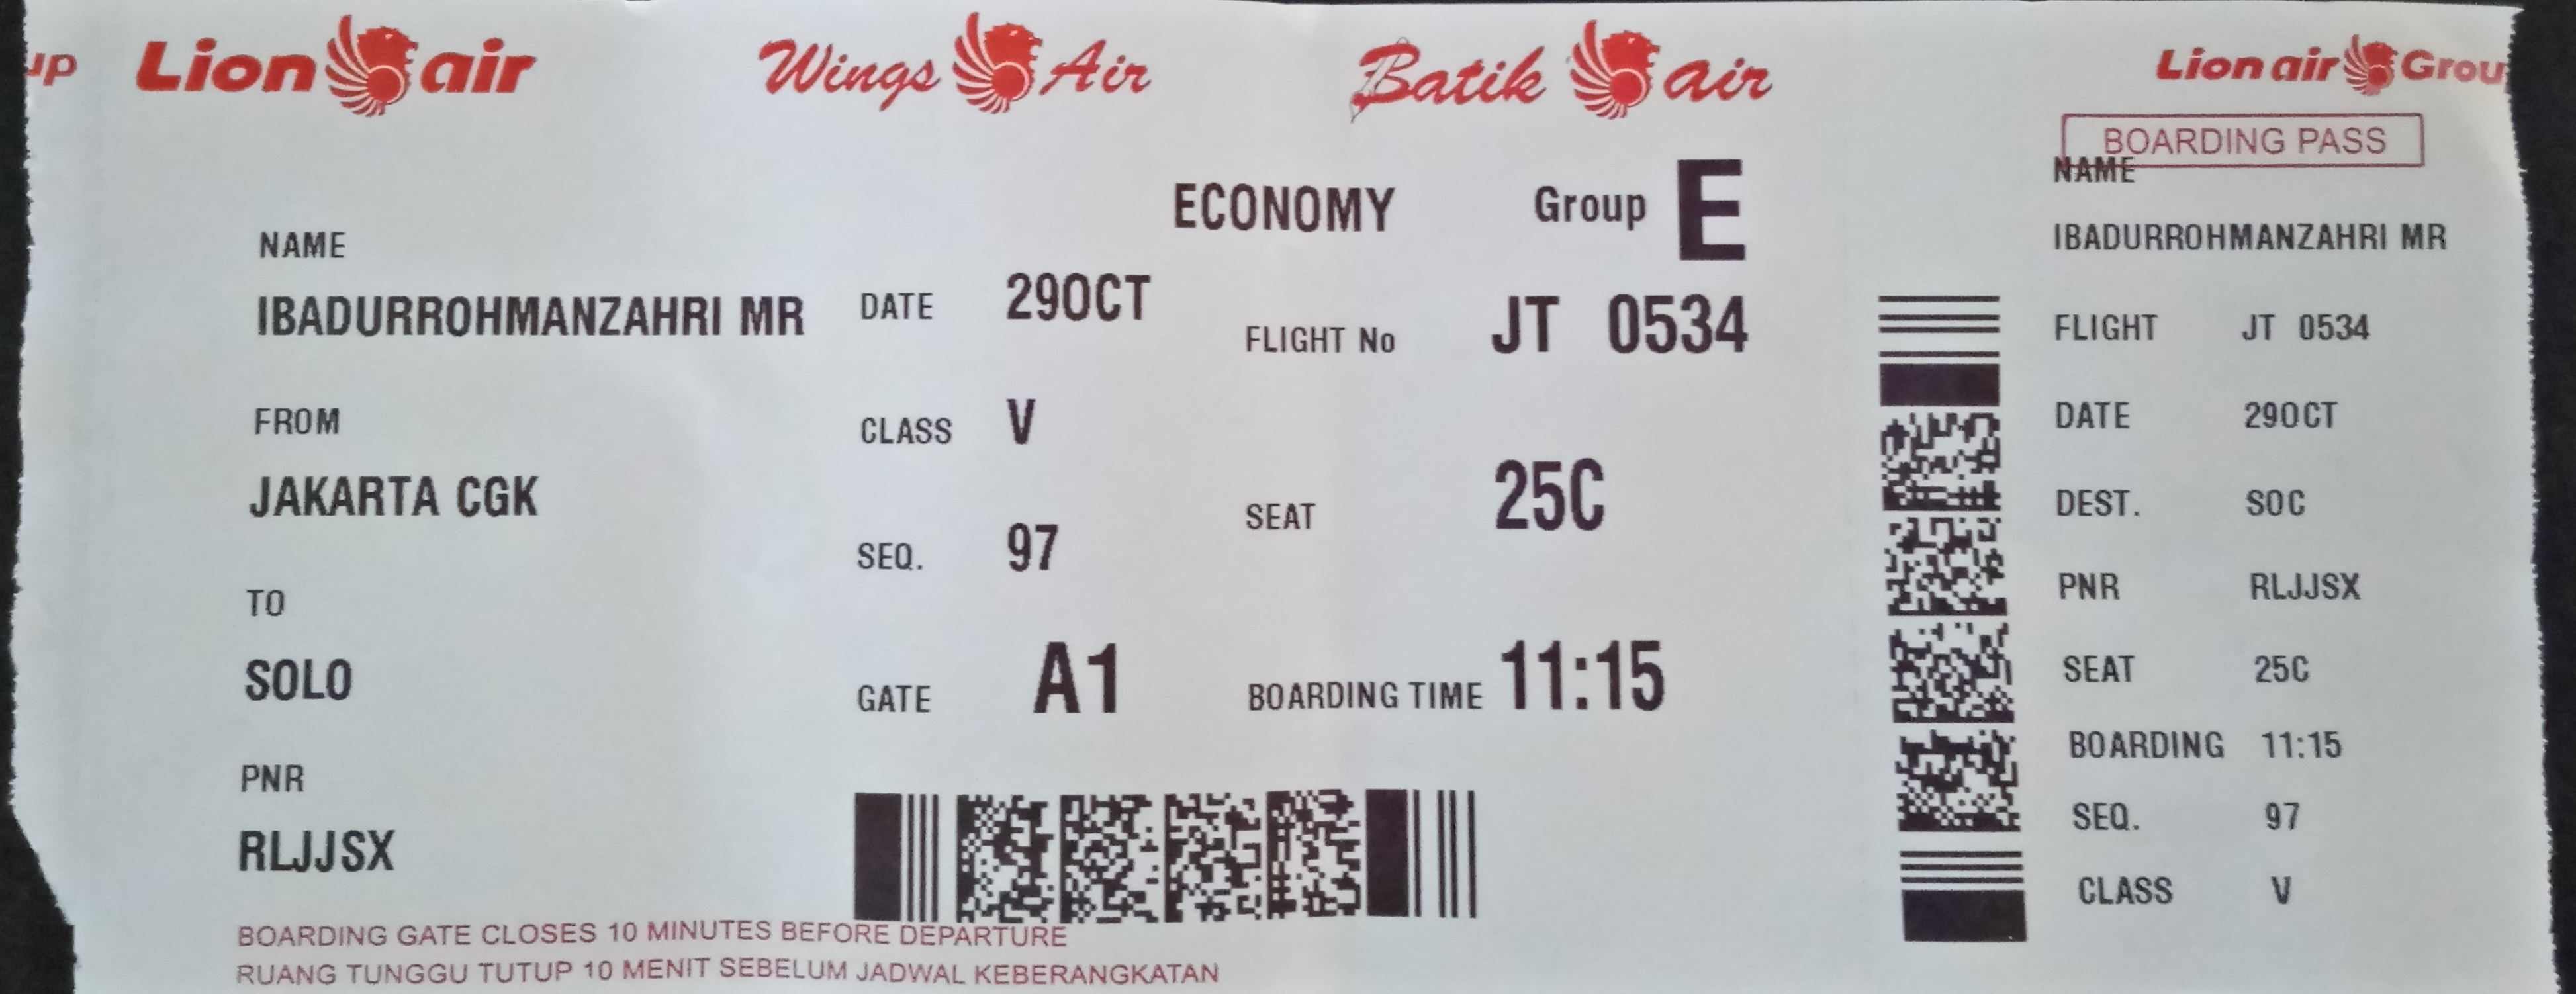 up Lion air Wings Air Batik air Lion air Grou
BOARDING PASS
ECONOMY Group E
NAME
IBADURROHMANZAHRI MR
DATE 29OCT
FLIGHT No JT 0534
FROM
JAKARTA CGK
CLASS V
SEAT 25C
SEQ. 97
TO
SOLO
GATE A1
BOARDING TIME 11:15
PNR
RLJJSX
BOARDING GATE CLOSES 10 MINUTES BEFORE DEPARTURE
RUANG TUNGGU TUTUP 10 MENIT SEBELUM JADWAL KEBERANGKATAN
NAME
IBADURROHMANZAHRI MR
FLIGHT JT 0534
DATE 29OCT
DEST. SOC
PNR RLJJSX
SEAT 25C
BOARDING 11:15
SEQ. 97
CLASS V